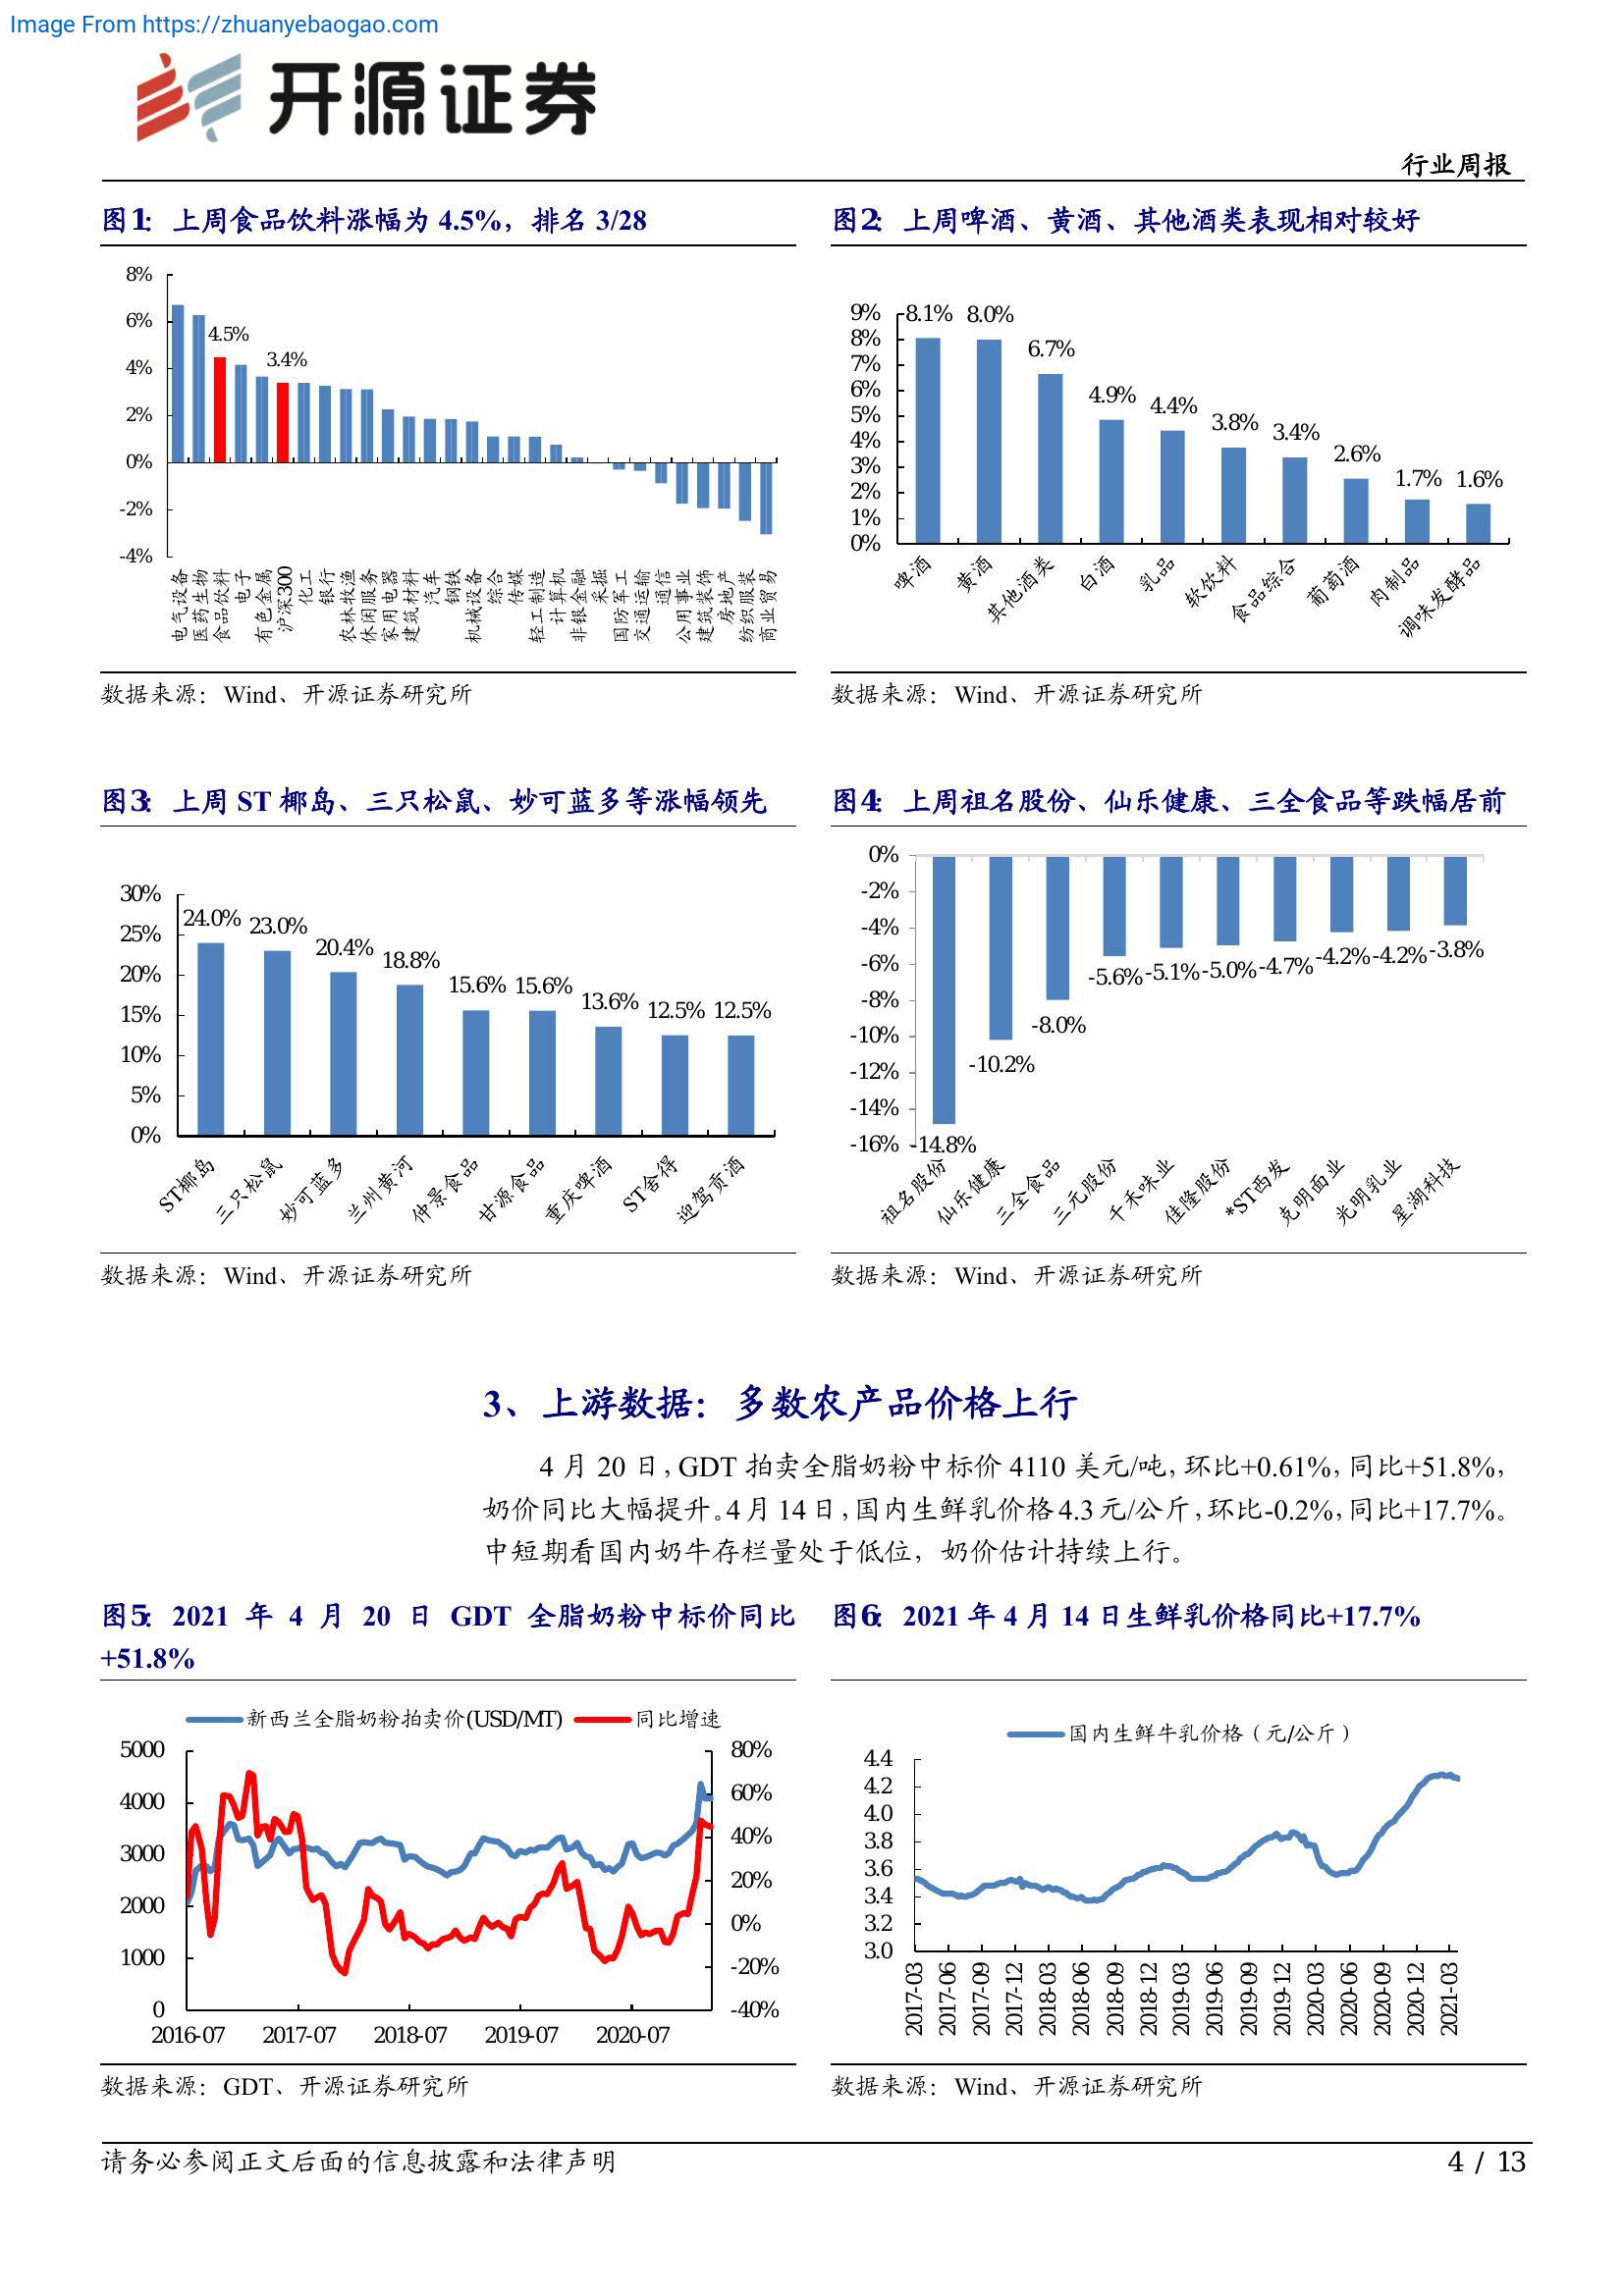 Image From https://zhuanyebaogao.com
开源证券
行业周报
图1： 上周食品饮料涨幅为 4.5%，排名 3/28
8%
6%
4%
2%
0%
-2%
-4%
4.5%
3.4%
电气设备
医药生物
食品饮料
电子
有色金属
沪深300
化工
银行
农林牧渔
休闲服务
家用电器
建筑材料
汽车
钢铁
机械设备
综合
传媒
轻工制造
计算机
非银金融
采掘
国防军工
交通运输
通信
公用事业
建筑装饰
房地产
纺织服装
商业贸易
数据来源：Wind、开源证券研究所
图2： 上周啤酒、黄酒、其他酒类表现相对较好
9%
8%
7%
6%
5%
4%
3%
2%
1%
0%
8.1% 8.0% 6.7% 4.9% 4.4% 3.8% 3.4% 2.6% 1.7% 1.6%
啤酒
黄酒
其他酒类
白酒
乳品
软饮料
食品综合
葡萄酒
肉制品
调味发酵品
数据来源：Wind、开源证券研究所
图3： 上周 ST 椰岛、三只松鼠、妙可蓝多等涨幅领先
30%
25%
20%
15%
10%
5%
0%
24.0% 23.0% 20.4% 18.8% 15.6% 15.6% 13.6% 12.5% 12.5%
ST椰岛
三只松鼠
妙可蓝多
兰州黄河
仲景食品
甘源食品
重庆啤酒
ST舍得
迎驾贡酒
数据来源：Wind、开源证券研究所
图4： 上周祖名股份、仙乐健康、三全食品等跌幅居前
0%
-2%
-4%
-6%
-8%
-10%
-12%
-14%
-16%
-14.8% -10.2% -8.0% -5.6% -5.1% -5.0% -4.7% -4.2% -4.2% -3.8%
祖名股份
仙乐健康
三全食品
三元股份
千禾味业
佳隆股份
*ST西发
克明面业
光明乳业
星湖科技
数据来源：Wind、开源证券研究所
3、上游数据：多数农产品价格上行
4 月 20 日，GDT 拍卖全脂奶粉中标价 4110 美元/吨，环比+0.61%，同比+51.8%，
奶价同比大幅提升。4 月 14 日，国内生鲜乳价格 4.3 元/公斤，环比-0.2%，同比+17.7%。
中短期看国内奶牛存栏量处于低位，奶价估计持续上行。
图5： 2021 年 4 月 20 日 GDT 全脂奶粉中标价同比
+51.8%
新西兰全脂奶粉拍卖价(USD/MT) 同比增速
5000
4000
3000
2000
1000
0
80%
60%
40%
20%
0%
-20%
-40%
2016-07 2017-07 2018-07 2019-07 2020-07
数据来源：GDT、开源证券研究所
图6： 2021 年 4 月 14 日生鲜乳价格同比+17.7%
国内生鲜牛乳价格（元/公斤）
4.4
4.2
4.0
3.8
3.6
3.4
3.2
3.0
2017-03
2017-06
2017-09
2017-12
2018-03
2018-06
2018-09
2018-12
2019-03
2019-06
2019-09
2019-12
2020-03
2020-06
2020-09
2020-12
2021-03
数据来源：Wind、开源证券研究所
请务必参阅正文后面的信息披露和法律声明
4 / 13